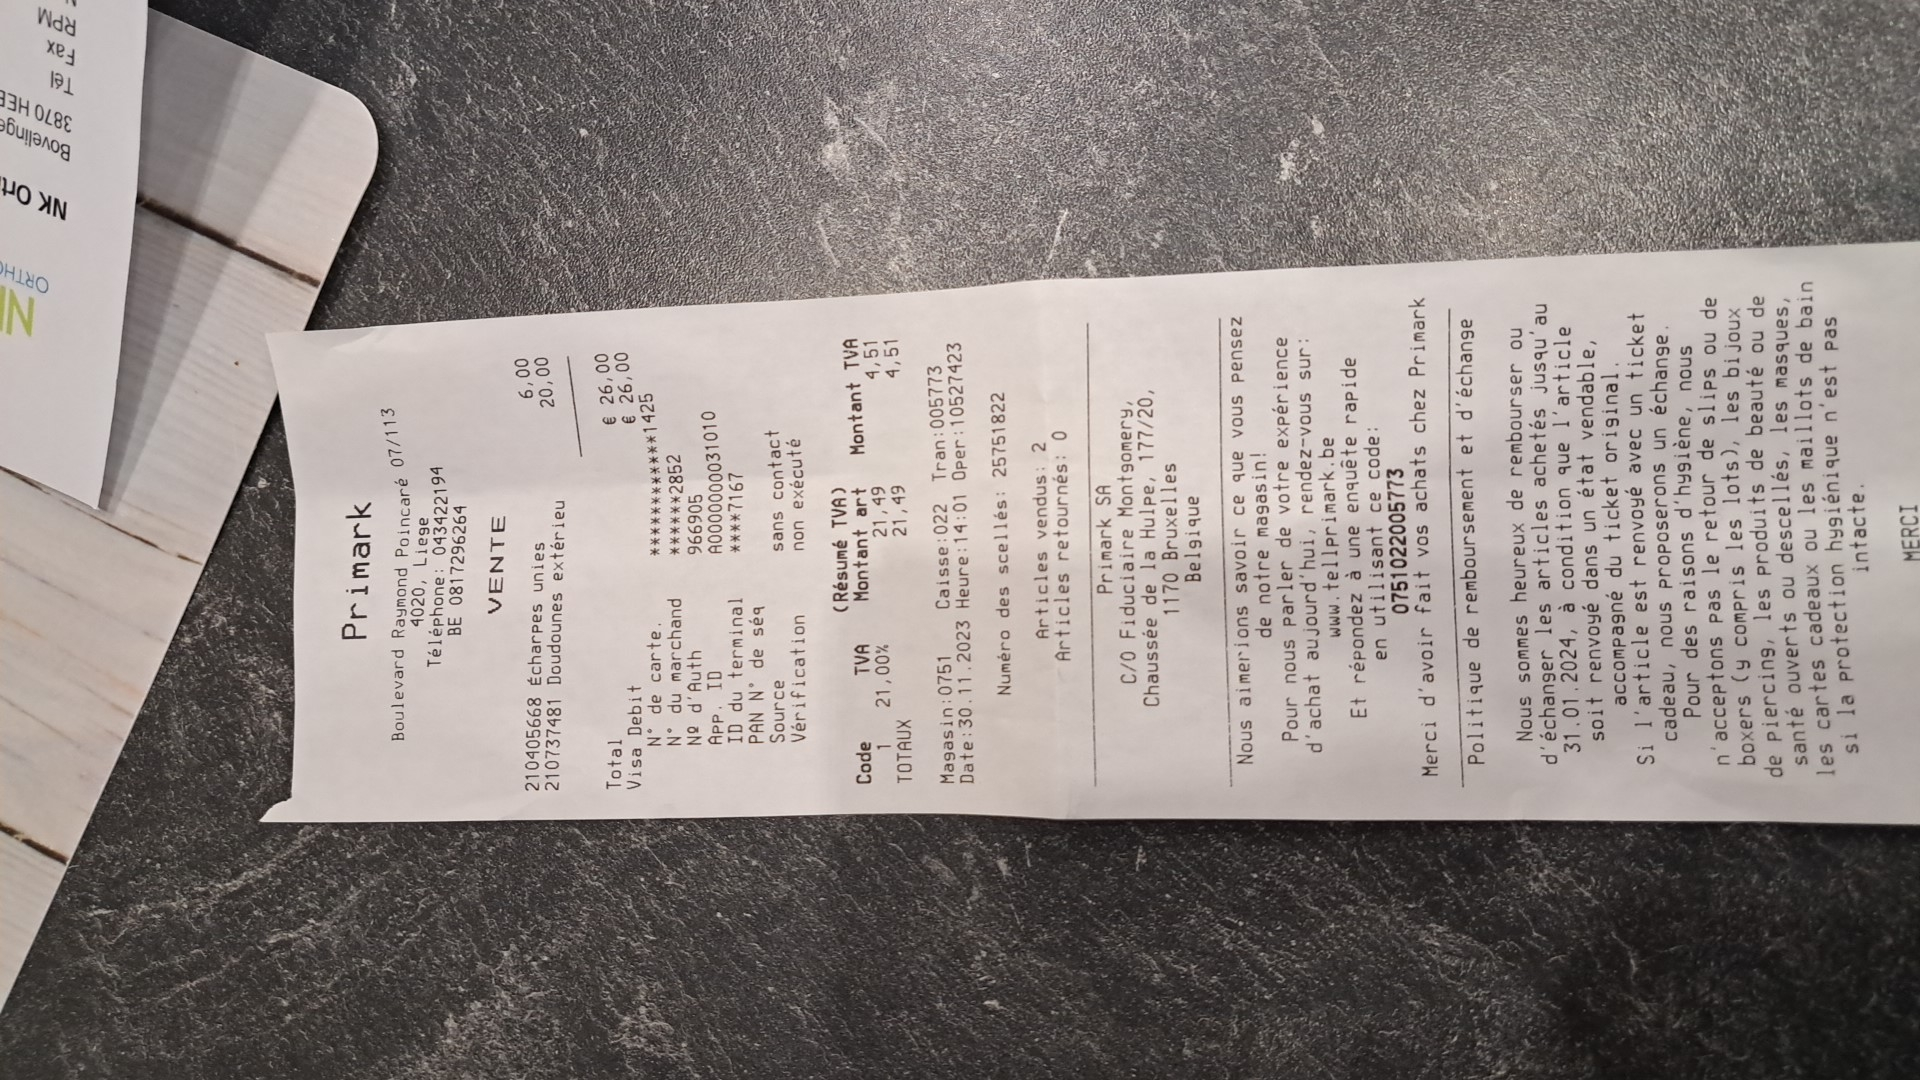 Primark
Boulevard Raymond Poincaré 07/113
4020, Liege
Téléphone: 043422194
BE 0817296264
VENTE
210405668 Écharpes unies 6,00
210737481 Doudounes extérieu 20,00
Total € 26,00
Visa Debit € 26,00
N° de carte. ************1425
N° du marchand ******2852
Nº d'Auth 966905
App. ID A0000000031010
ID du terminal ****7167
PAN N° de séq
Source sans contact
Vérification non exécuté
(Résumé TVA)
Code TVA Montant art Montant TVA
1 21,00% 21,49 4,51
TOTAUX 21,49 4,51
Magasin:0751 Caisse:022 Tran:005773
Date:30.11.2023 Heure:14:01 Oper:10527423
Numéro des scellés: 25751822
Articles vendus: 2
Articles retournés: 0
Primark SA
C/O Fiduciaire Montgomery,
Chaussée de la Hulpe, 177/20,
1170 Bruxelles
Belgique
Nous aimerions savoir ce que vous pensez
de notre magasin!
Pour nous parler de votre expérience
d'achat aujourd'hui, rendez-vous sur:
www.tellprimark.be
Et répondez à une enquête rapide
en utilisant ce code:
0751022005773
Merci d'avoir fait vos achats chez Primark
Politique de remboursement et d'échange
Nous sommes heureux de rembourser ou
d'échanger les articles achetés jusqu'au
31.01.2024, à condition que l'article
soit renvoyé dans un état vendable,
accompagné du ticket original.
Si l'article est renvoyé avec un ticket
cadeau, nous proposerons un échange.
Pour des raisons d'hygiène, nous
n'acceptons pas le retour de slips ou de
boxers (y compris les lots), les bijoux
de piercing, les produits de beauté ou de
santé ouverts ou descellés, les masques,
les cartes cadeaux ou les maillots de bain
si la protection hygiénique n'est pas
intacte.
MERCI
NK
Bovelinge
3870 HE
Tél
Fax
RPM